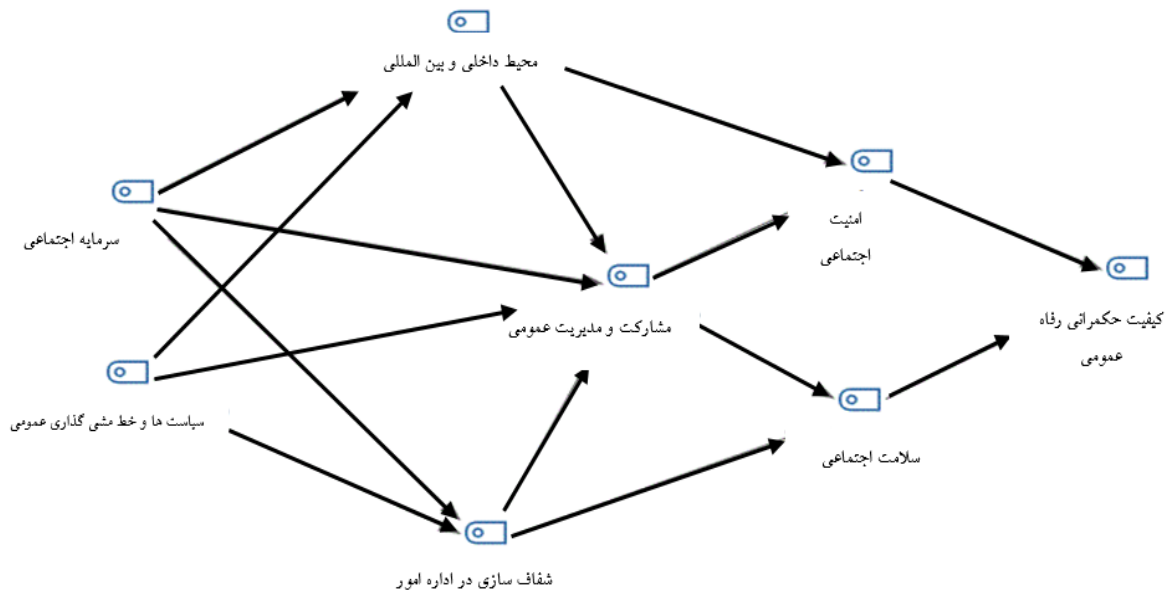 محیط داخلی و بین المللی
سرمایه اجتماعی
امنیت
اجتماعی
کیفیت حکمرانی رفاه
عمومی
مشارکت و مدیریت عمومی
سیاست ها و خط مشی گذاری عمومی
سلامت اجتماعی
شفاف سازی در اداره امور